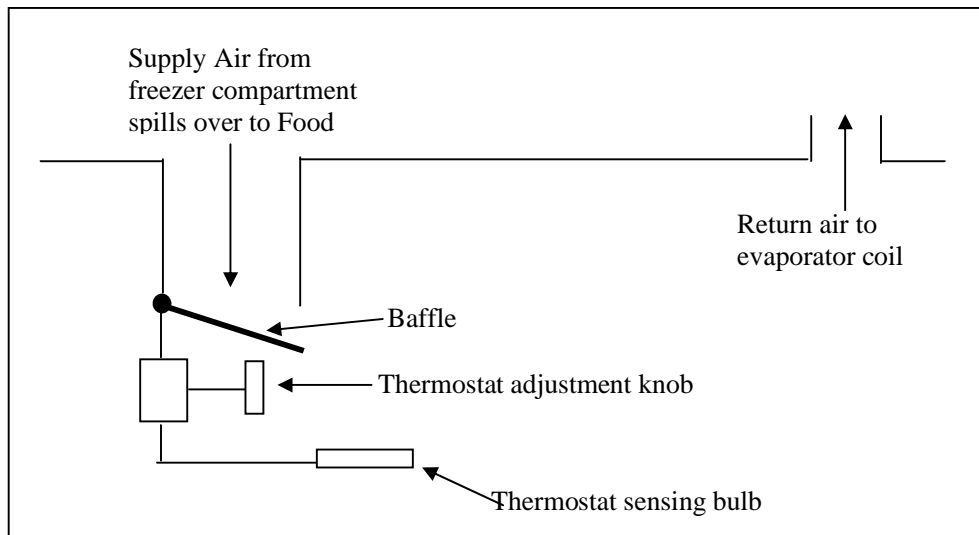 Supply Air from
freezer compartment
spills over to Food
Return air to
evaporator coil
Baffle
Thermostat adjustment knob
Thermostat sensing bulb